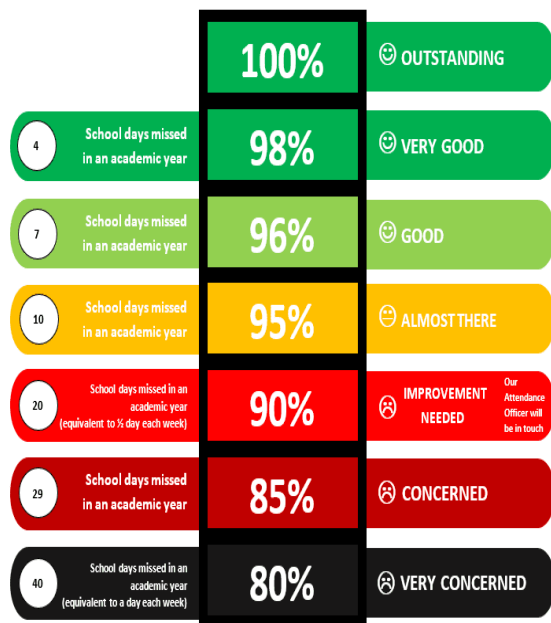 100%
OUTSTANDING
4
School days missed
in an academic year
98%
VERY GOOD
7
School days missed
in an academic year
96%
GOOD
10
School days missed
in an academic year
95%
ALMOST THERE
20
School days missed in an
academic year
(equivalent to ½ day each week)
90%
IMPROVEMENT
NEEDED
Our
Attendance
Officer will
be in touch
29
School days missed
in an academic year
85%
CONCERNED
40
School days missed in an
academic year
(equivalent to a day each week)
80%
VERY CONCERNED